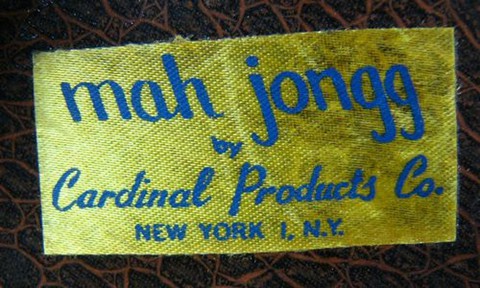 mah jongg
by
Cardinal Products Co.
NEW YORK 1. N.Y.